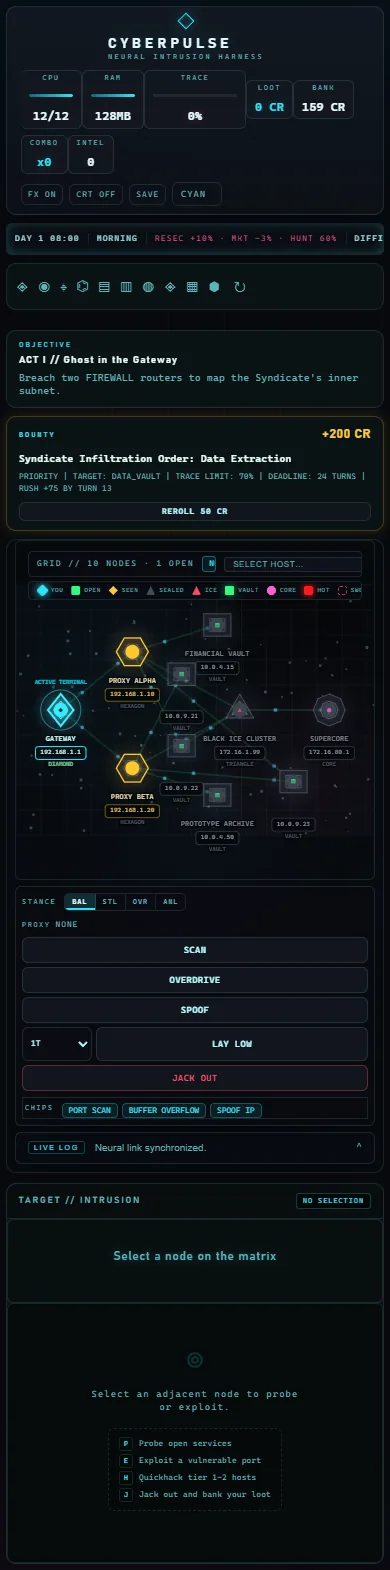 CYBERPULSE
NEURAL INTRUSION HARNESS
CPU
12/12
RAM
128MB
TRACE
0%
LOOT
0 CR
BANK
159 CR
COMBO
x0
INTEL
0
FX ON
CRT OFF
SAVE
CYAN
DAY 1 08:00 MORNING RESEC +10% · MKT −3% · HUNT 60% DIFFI
OBJECTIVE
ACT I // Ghost in the Gateway
Breach two FIREWALL routers to map the Syndicate's inner
subnet.
BOUNTY
+200 CR
Syndicate Infiltration Order: Data Extraction
PRIORITY | TARGET: DATA_VAULT | TRACE LIMIT: 70% | DEADLINE: 24 TURNS |
RUSH +75 BY TURN 13
REROLL 50 CR
GRID // 10 NODES · 1 OPEN
N
SELECT HOST...
YOU OPEN SEEN SEALED ICE VAULT CORE HOT SWE
FINANCIAL VAULT
10.0.4.15
VAULT
PROXY ALPHA
192.168.1.10
HEXAGON
ACTIVE TERMINAL
10.0.9.21
VAULT
GATEWAY
192.168.1.1
DIAMOND
BLACK ICE CLUSTER
172.16.1.99
TRIANGLE
SUPERCORE
172.16.88.1
CORE
10.0.9.22
VAULT
PROXY BETA
192.168.1.20
HEXAGON
PROTOTYPE ARCHIVE
10.0.4.50
VAULT
10.0.9.23
VAULT
STANCE
BAL
STL
OVR
ANL
PROXY NONE
SCAN
OVERDRIVE
SPOOF
1T
LAY LOW
JACK OUT
CHIPS
PORT SCAN
BUFFER OVERFLOW
SPOOF IP
LIVE LOG
Neural link synchronized.
^
TARGET // INTRUSION
NO SELECTION
Select a node on the matrix
Select an adjacent node to probe
or exploit.
P Probe open services
E Exploit a vulnerable port
H Quickhack tier 1-2 hosts
J Jack out and bank your loot